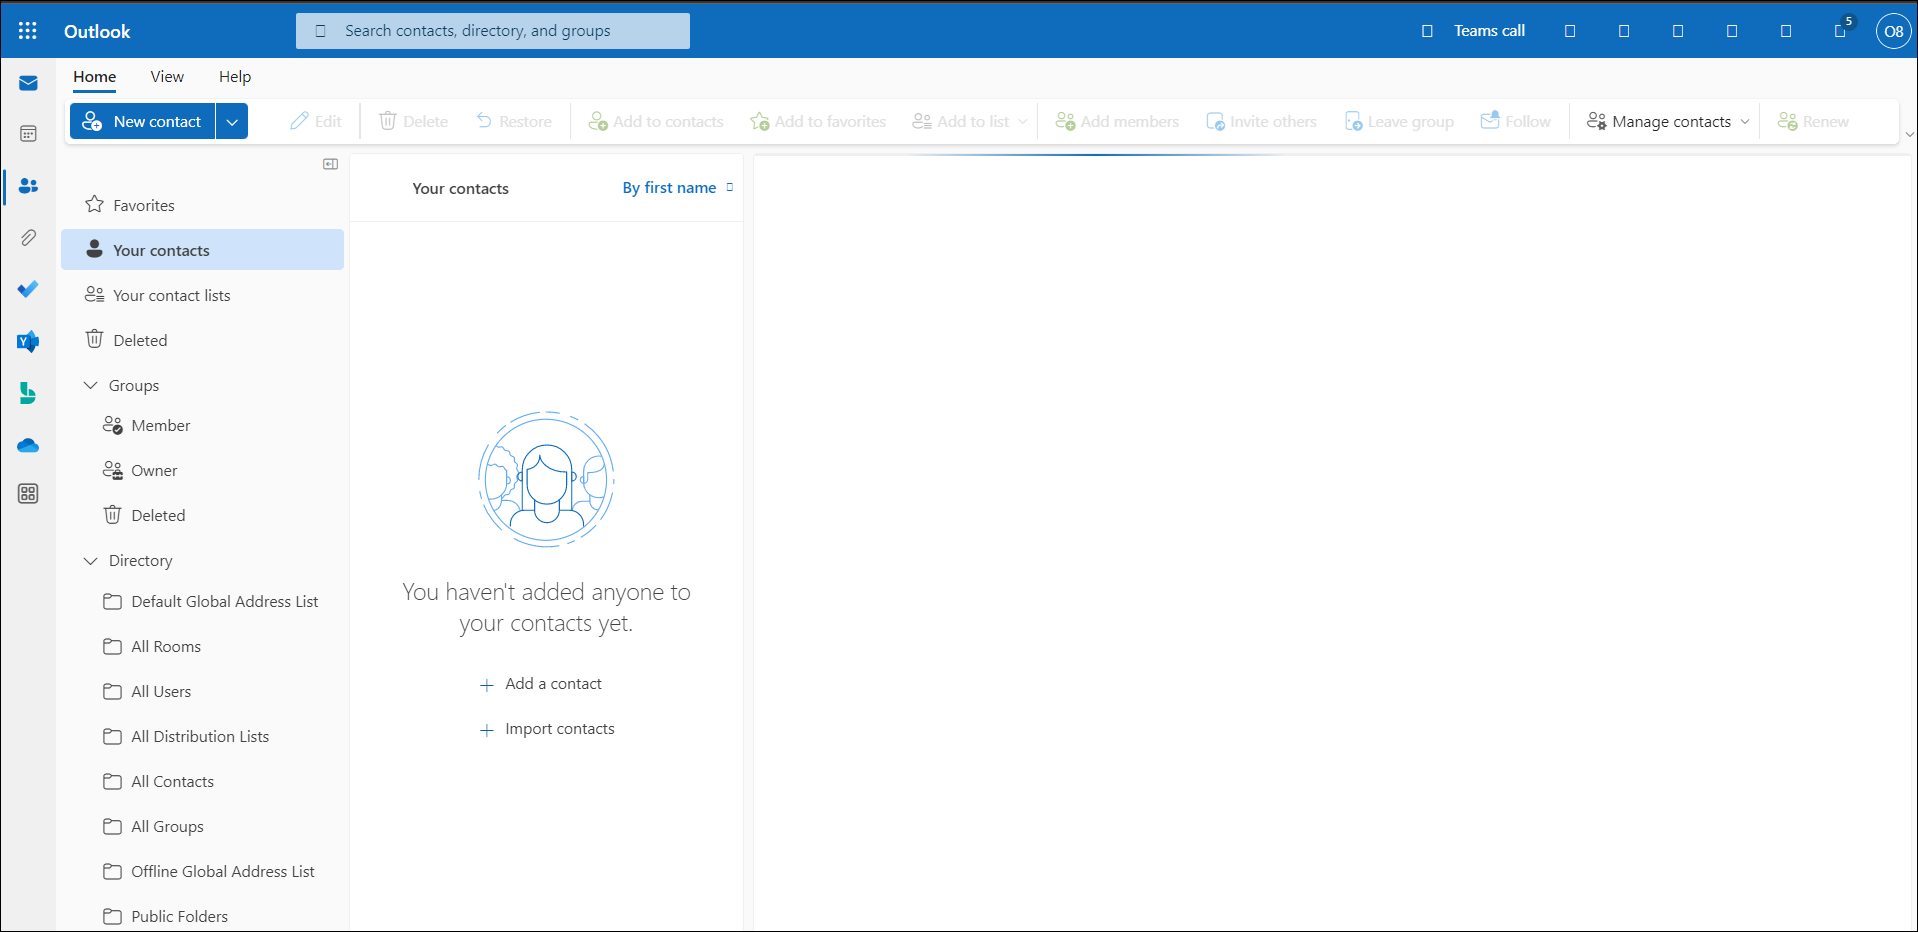 Outlook
Search contacts, directory, and groups
Teams call
5
O8
Home View Help
New contact Edit Delete Restore Add to contacts Add to favorites Add to list Add members Invite others Leave group Follow Manage contacts Renew
Favorites
Your contacts
Your contact lists
Deleted
Groups
Member
Owner
Deleted
Directory
Default Global Address List
All Rooms
All Users
All Distribution Lists
All Contacts
All Groups
Offline Global Address List
Public Folders
Your contacts By first name
You haven't added anyone to
your contacts yet.
Add a contact
Import contacts